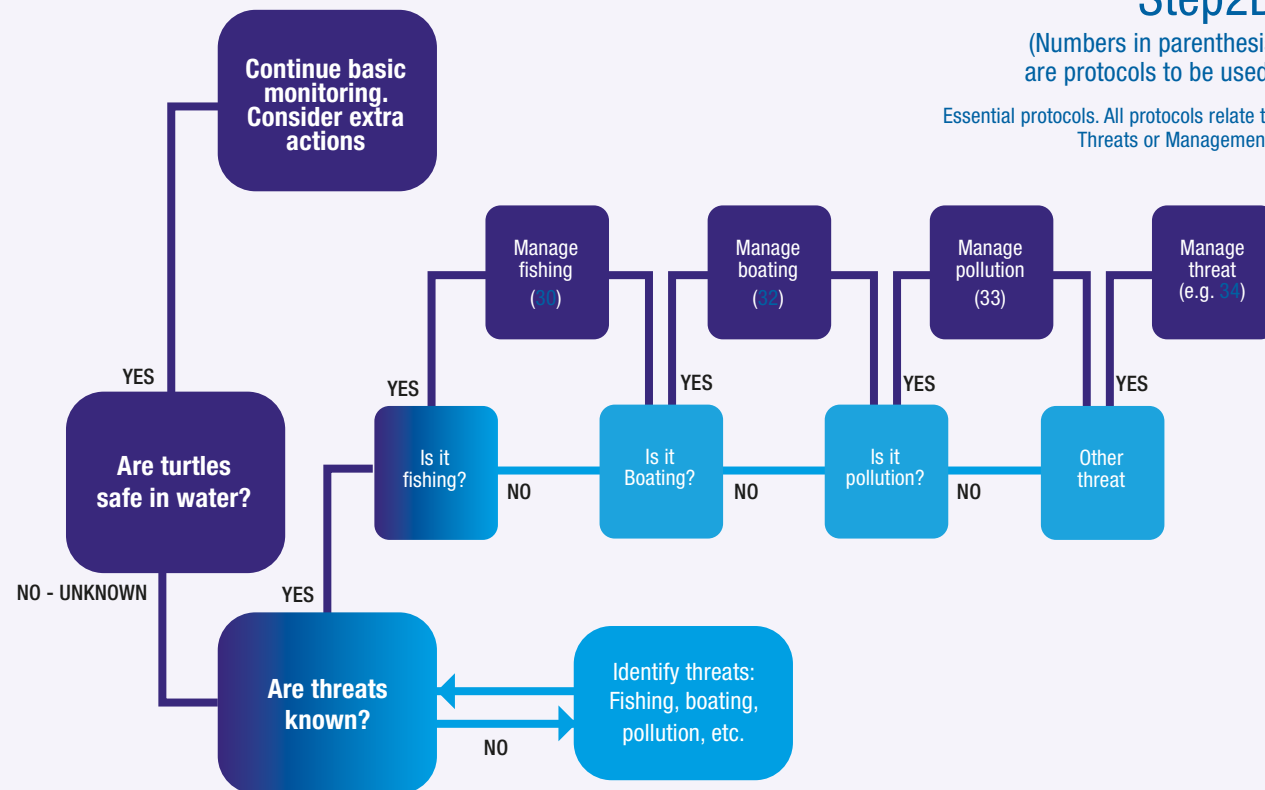 Step2
(Numbers in parenthesis
are protocols to be used
Essential protocols. All protocols relate t
Threats or Managemen
Continue basic
monitoring.
Consider extra
actions
Manage
fishing
(30)
Manage
boating
(32)
Manage
pollution
(33)
Manage
threat
(e.g. 34)
YES
YES
YES
YES
YES
Are turtles
safe in water?
Is it
fishing?
NO
Is it
Boating?
NO
Is it
pollution?
NO
Other
threat
NO - UNKNOWN
YES
Are threats
known?
NO
Identify threats:
Fishing, boating,
pollution, etc.